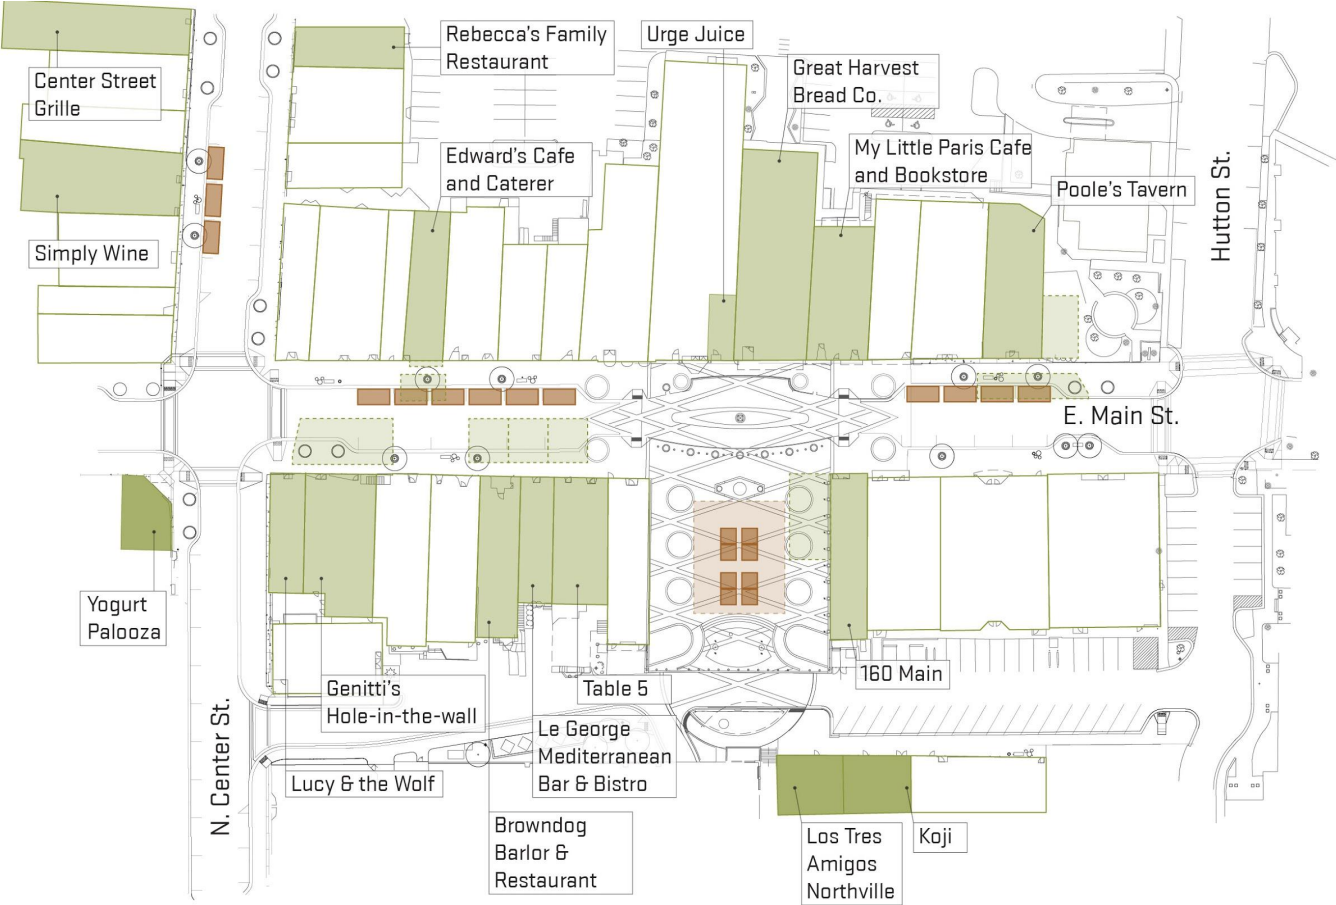 Rebecca's Family
Restaurant
Urge Juice
Great Harvest
Bread Co.
Center Street
Grille
Edward's Cafe
and Caterer
My Little Paris Cafe
and Bookstore
Poole's Tavern
Hutton St.
Simply Wine
E. Main St.
Yogurt
Palooza
160 Main
Genitti's
Hole-in-the-wall
Table 5
Le George
Mediterranean
Bar & Bistro
N. Center St.
Lucy & the Wolf
Browndog
Barlor &
Restaurant
Los Tres
Amigos
Northville
Koji